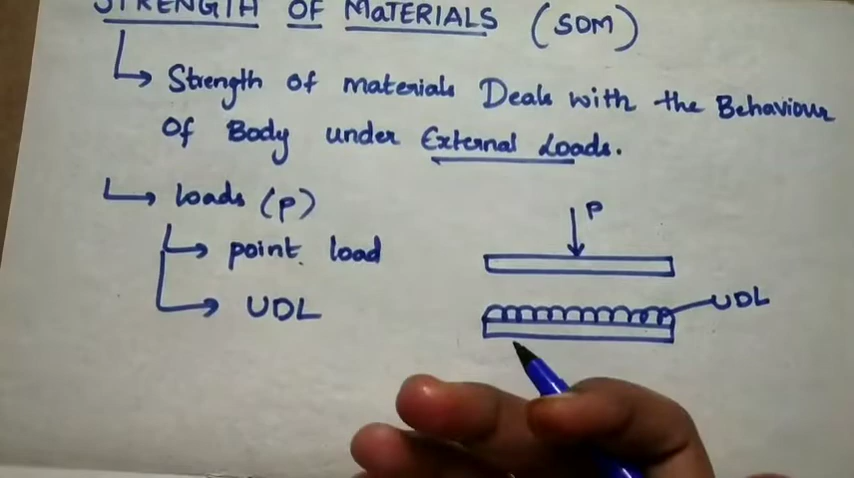 STRENGTH OF MATERIALS (SOM)
Strength of materials Deals with the Behaviour
Of Body under External Loads.
loads (P)
point load
UDL
P
UDL